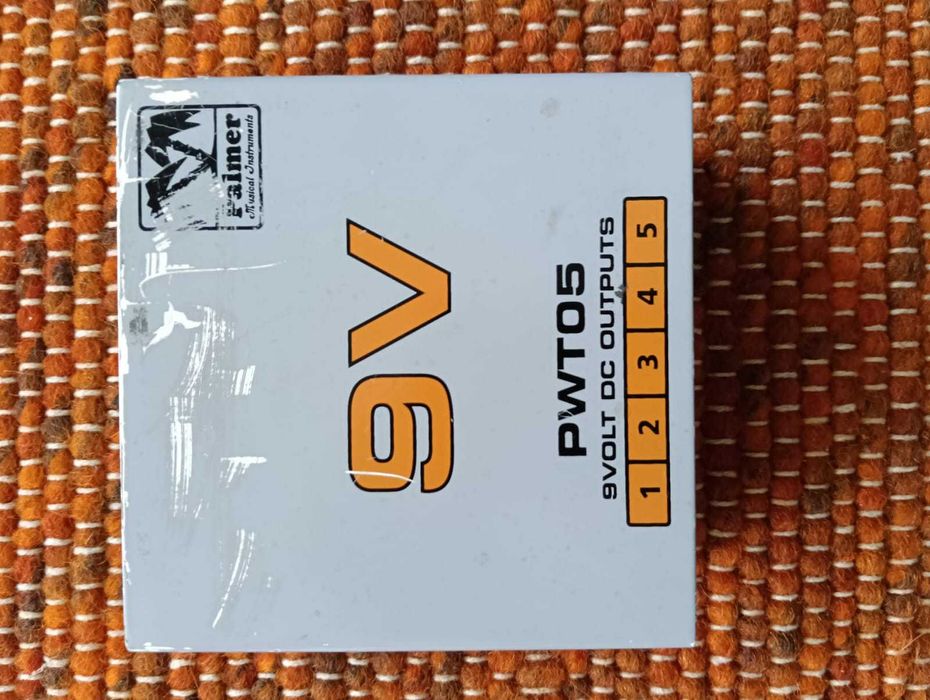 Palmer
Musical Instruments
9V
PWT05
9VOLT DC OUTPUTS
1 2 3 4 5